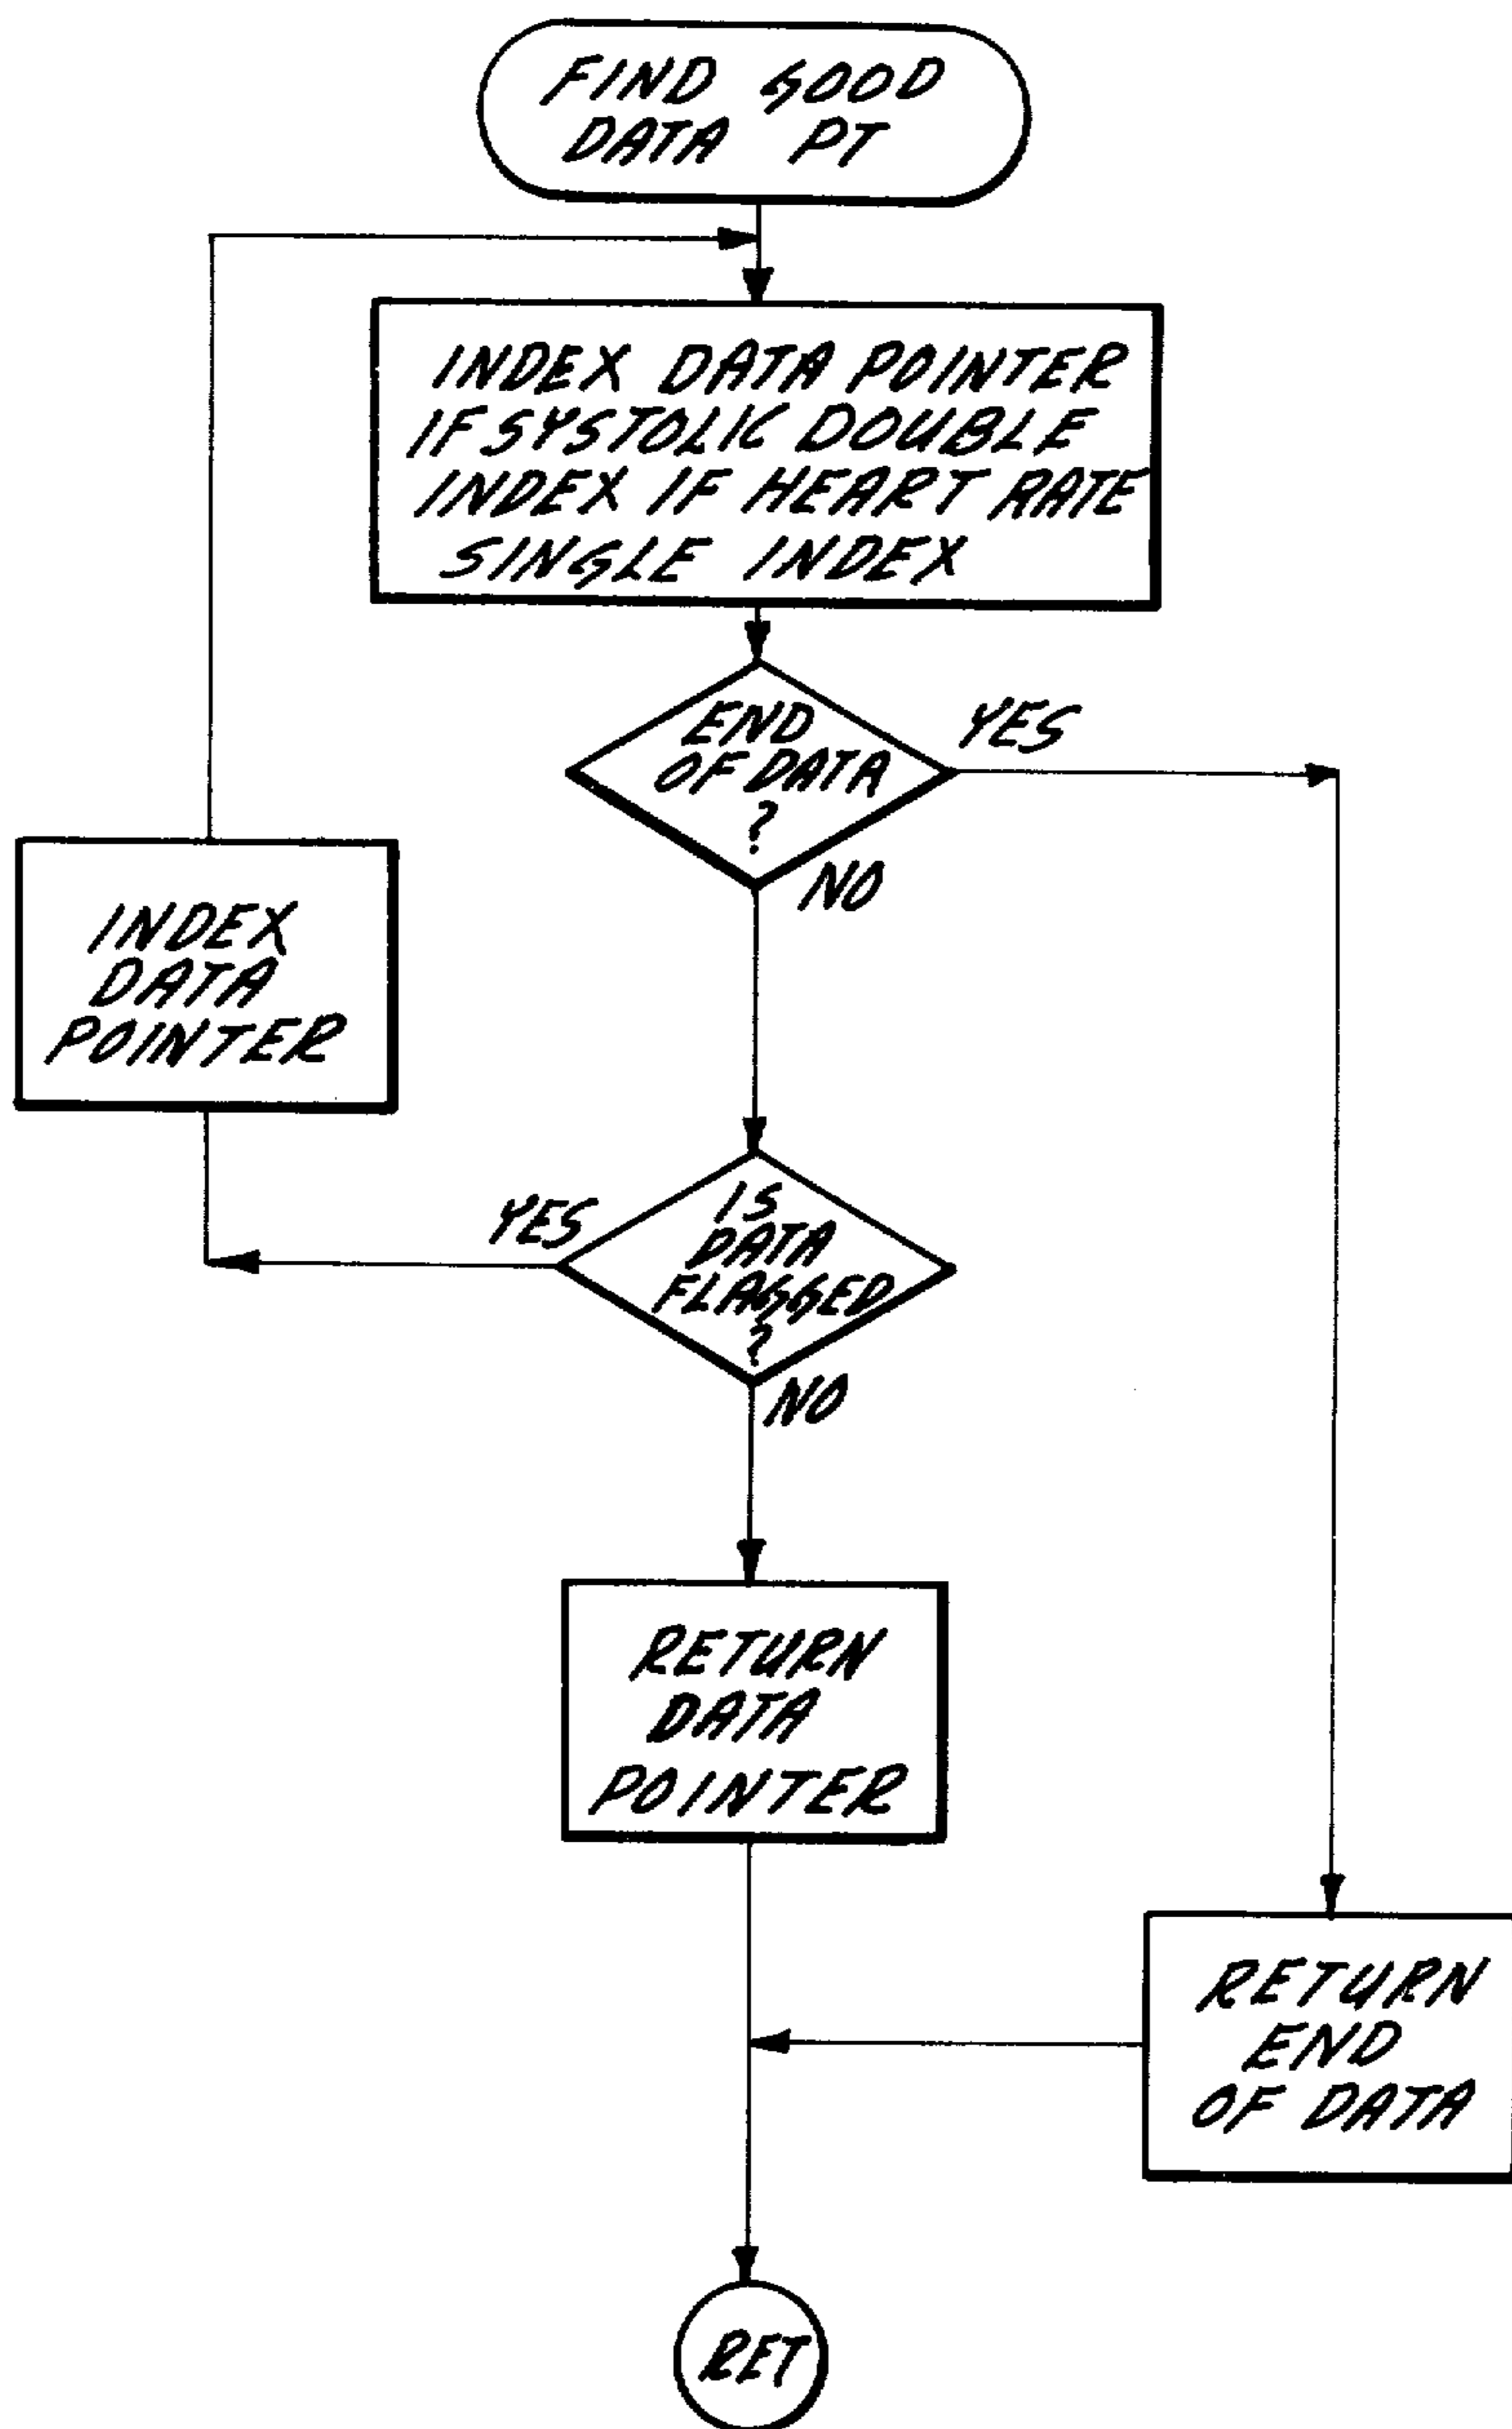 FIND GOOD
DATA PT
INDEX DATA POINTER
IF SYSTOLIC DOUBLE
INDEX IF HEART RATE
SINGLE INDEX
END
OF DATA
?
YES
NO
INDEX
DATA
POINTER
IS
DATA
FLAGGED
?
YES
NO
RETURN
DATA
POINTER
RETURN
END
OF DATA
RET